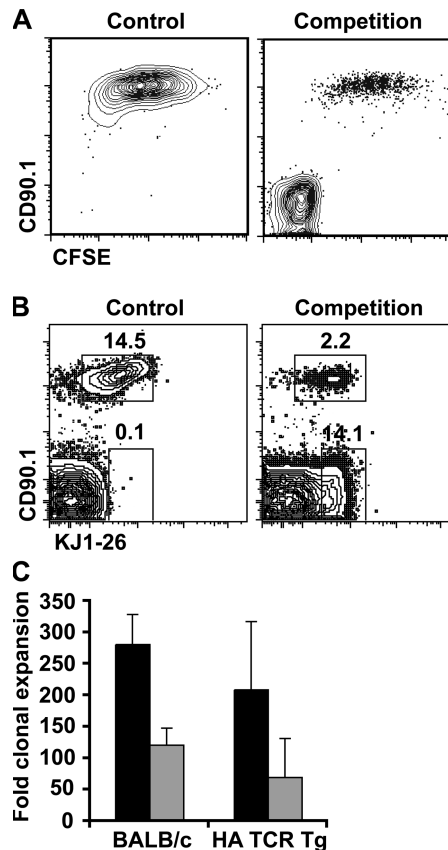 A
Control Competition
CD90.1
CFSE
B
Control Competition
14.5 2.2
0.1 14.1
CD90.1
KJ1-26
C
Fold clonal expansion
350
300
250
200
150
100
50
0
BALB/c HA TCR Tg